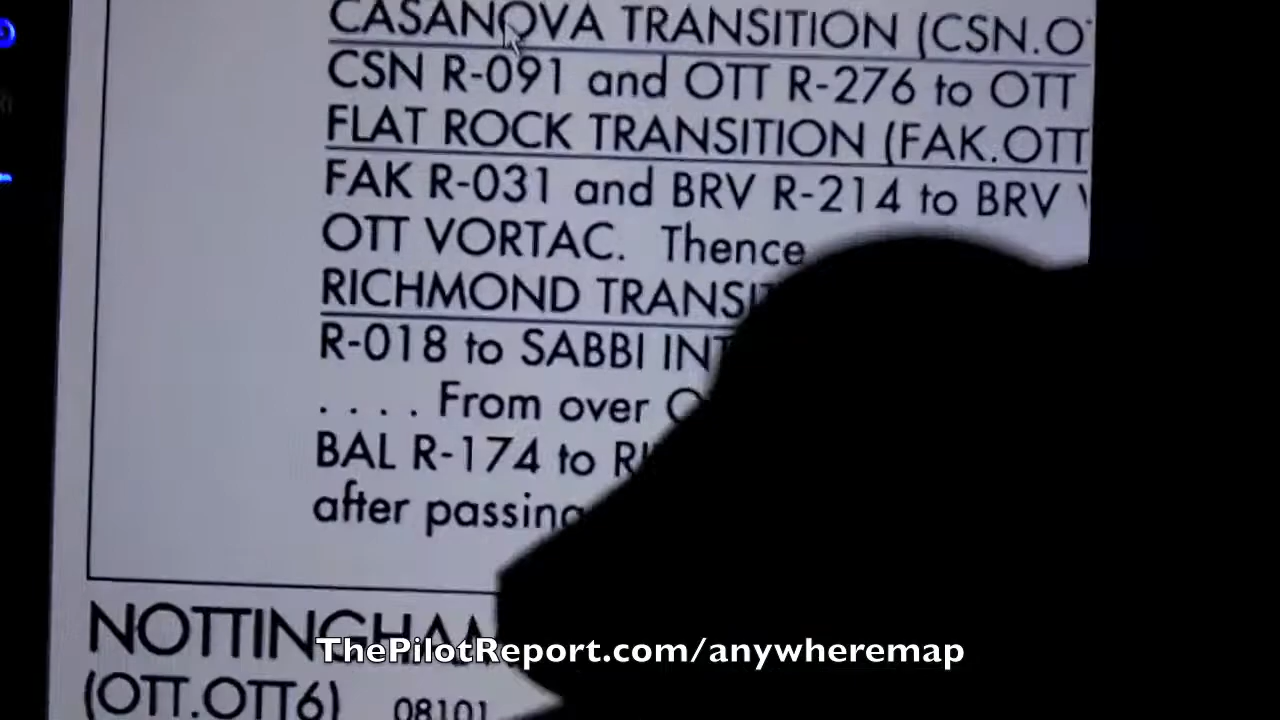 CASANOVA TRANSITION (CSN.O
CSN R-091 and OTT R-276 to OTT
FLAT ROCK TRANSITION (FAK.OTT
FAK R-031 and BRV R-214 to BRV
OTT VORTAC. Thence
RICHMOND TRANSI
R-018 to SABBI INT
. . . . From over
BAL R-174 to
after passing
NOTTINGHAM
ThePilotReport.com/anywheremap
(OTT.OTT6) 08101